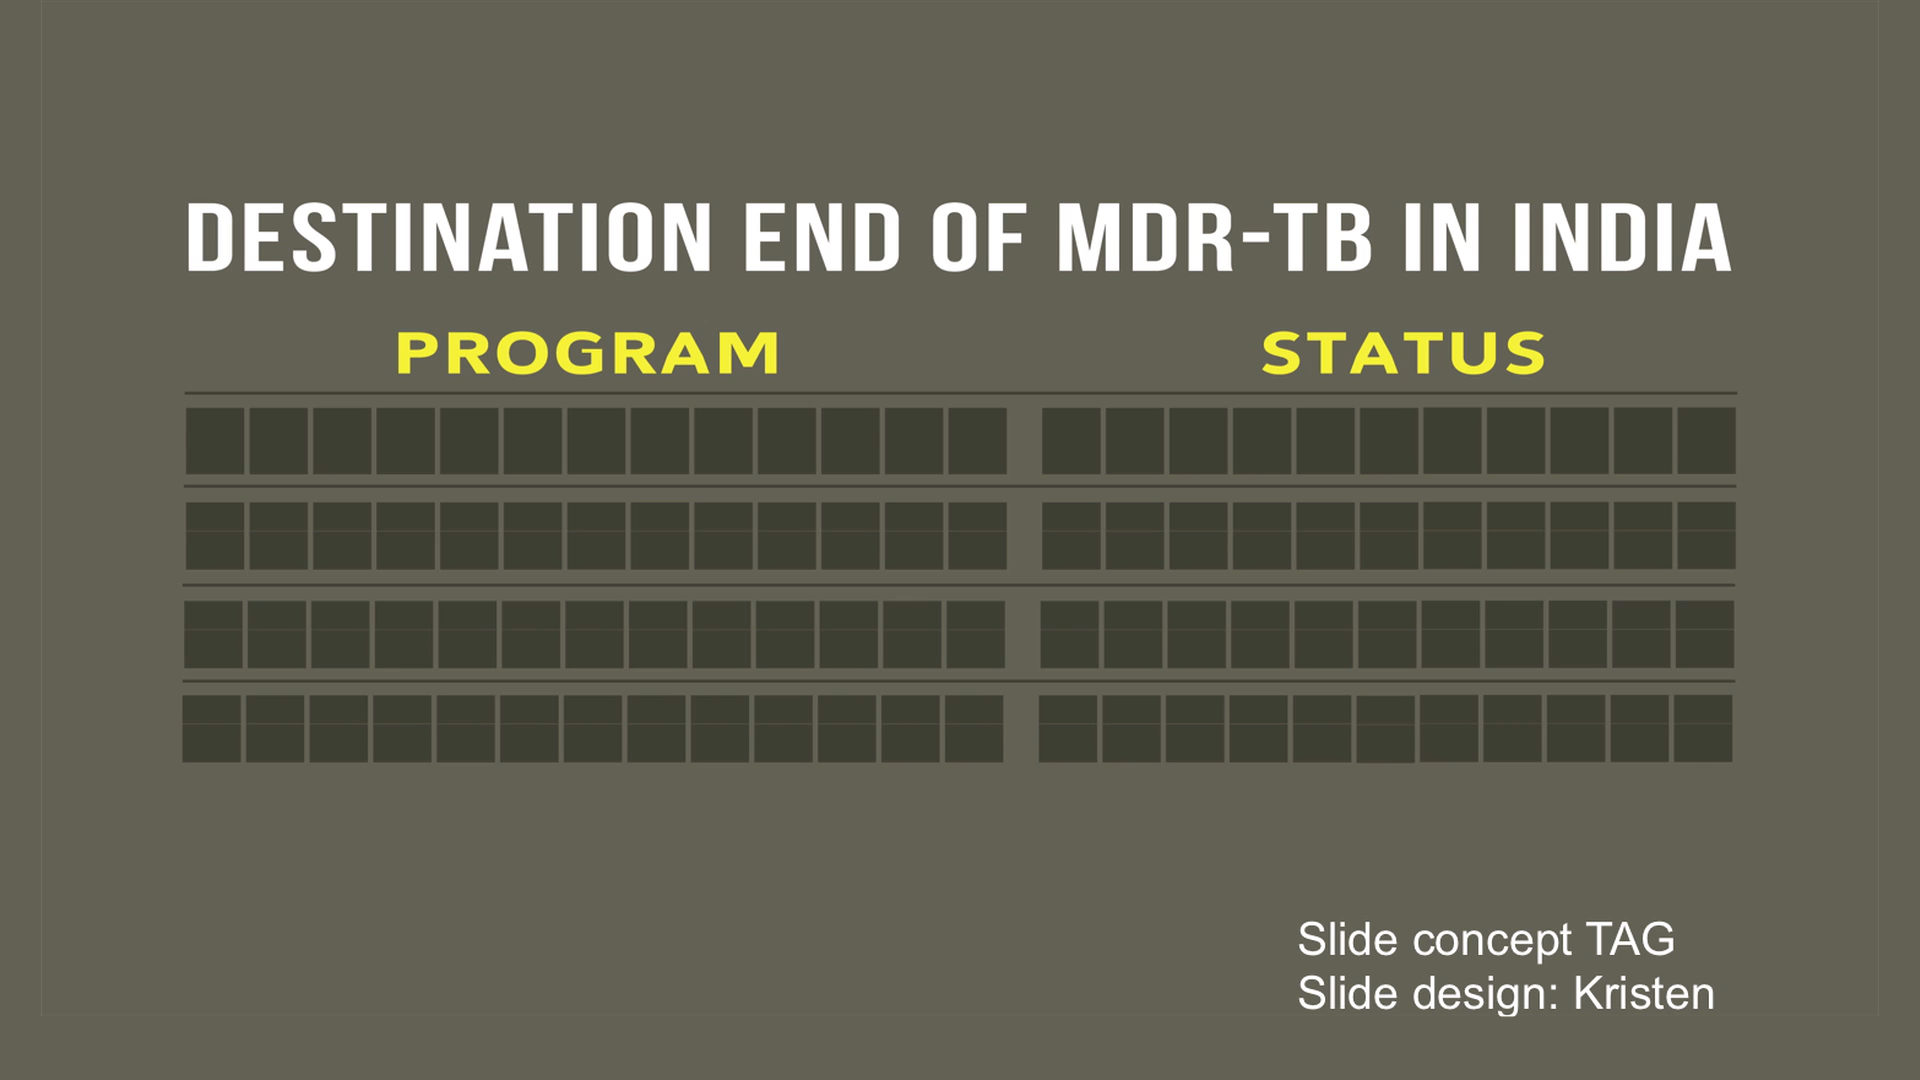 DESTINATION END OF MDR-TB IN INDIA
PROGRAM STATUS
Slide concept TAG
Slide design: Kristen